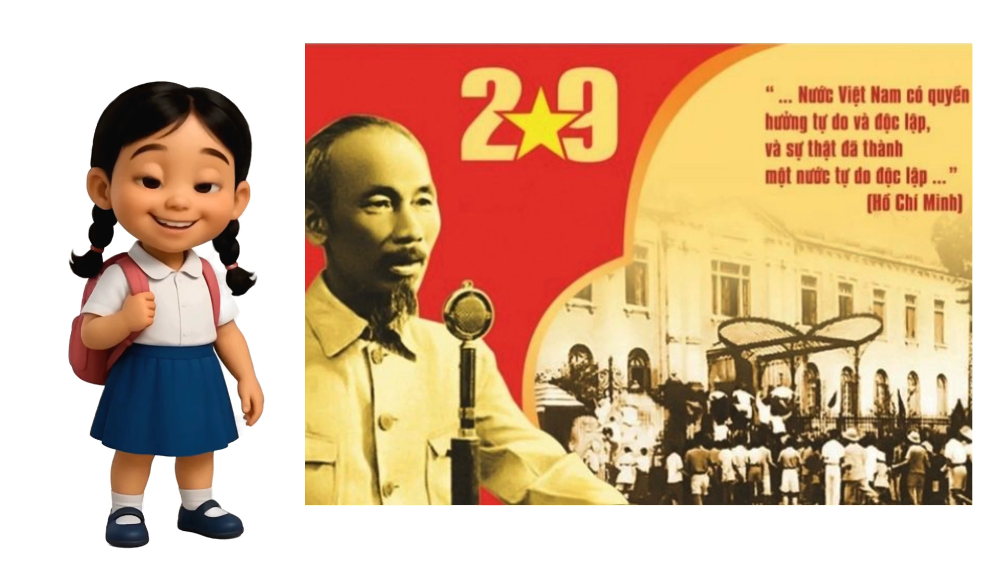 2 9
“ ... Nước Việt Nam có quyền
hưởng tự do và độc lập,
và sự thật đã thành
một nước tự do độc lập ...”
(Hồ Chí Minh)